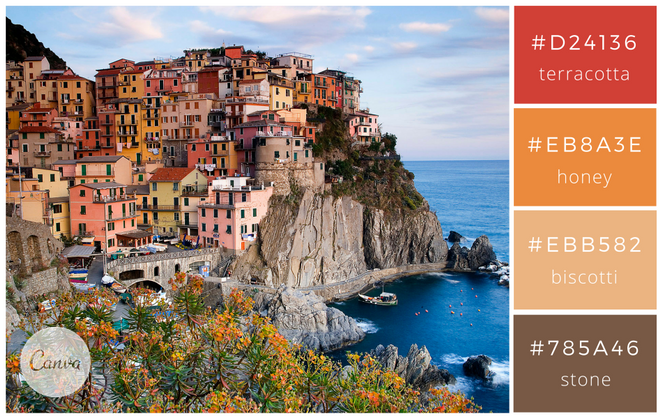 #D24136
terracotta
#EB8A3E
honey
#EBB582
biscotti
#785A46
stone
Canva